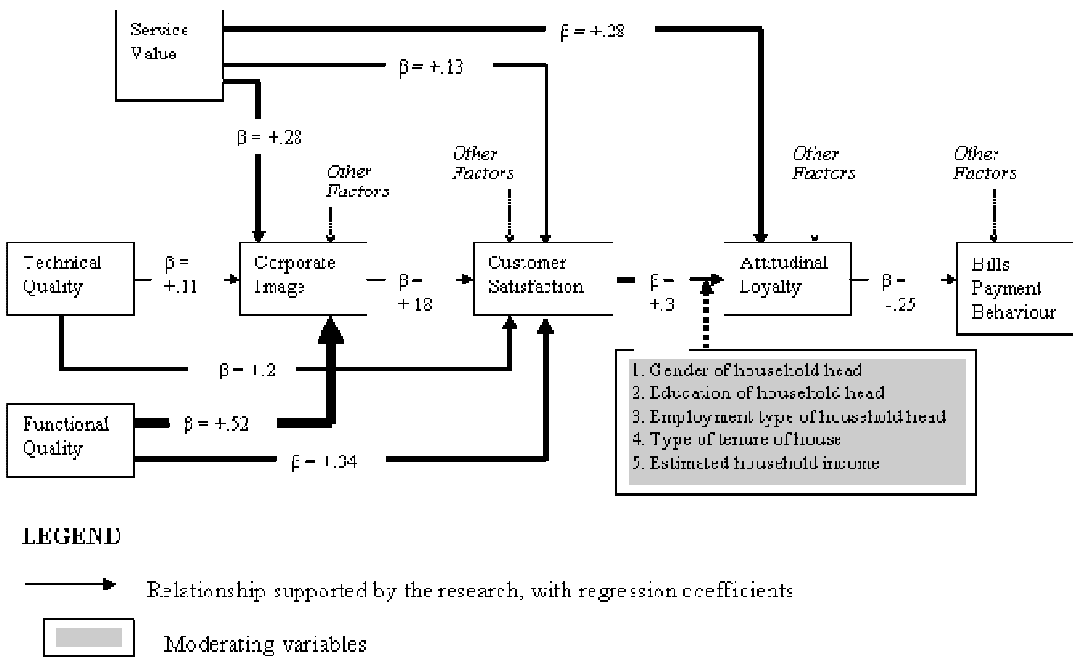 Service
Value
β = +.28
β = +.13
β = +.28
Other
Factors
Other
Factors
Other
Factors
Other
Factors
Technical
Quality
β =
+.11
Corporate
Image
β =
+.18
Customer
Satisfaction
β =
+.3
Attitudinal
Loyalty
β =
-.25
Bills
Payment
Behaviour
β = +.2
Functional
Quality
β = +.52
β = +.34
1. Gender of household head
2. Education of household head
3. Employment type of household head
4. Type of tenure of house
5. Estimated household income
LEGEND
Relationship supported by the research, with regression coefficients
Moderating variables